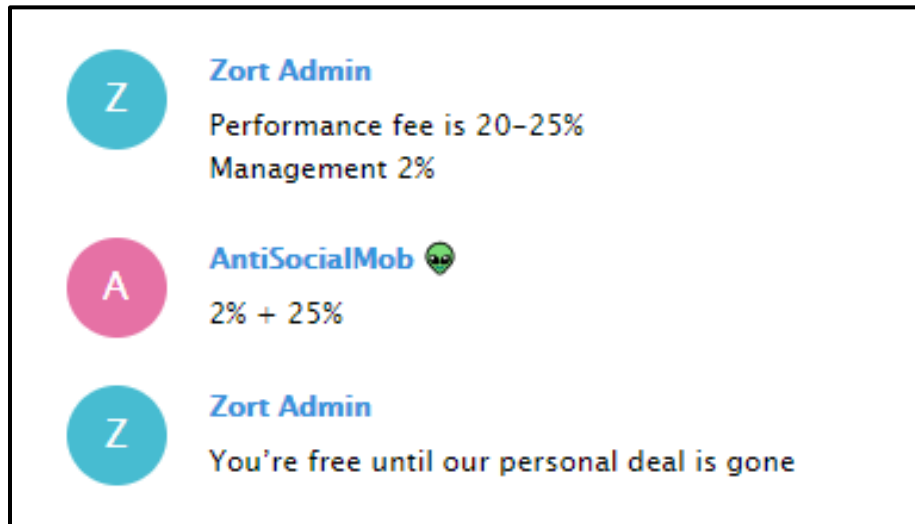 Z
Zort Admin
Performance fee is 20-25%
Management 2%
A
AntiSocialMob 👽
2% + 25%
Z
Zort Admin
You’re free until our personal deal is gone